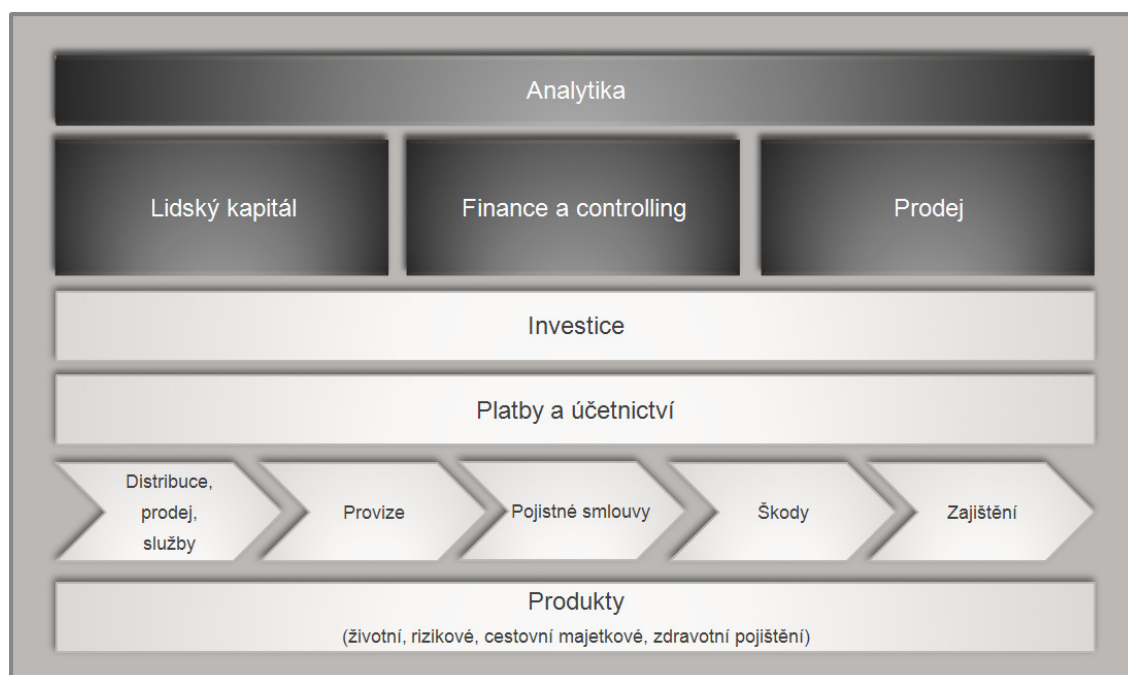 Analytika
Lidský kapitál
Finance a controlling
Prodej
Investice
Platby a účetnictví
Distribuce,
prodej,
služby
Provize
Pojistné smlouvy
Škody
Zajištění
Produkty
(životní, rizikové, cestovní majetkové, zdravotní pojištění)